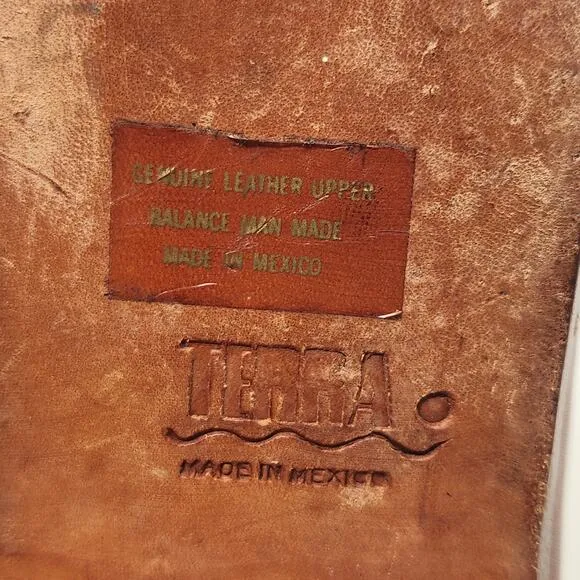 GENUINE LEATHER UPPER
BALANCE MAN MADE
MADE IN MEXICO
TERRA
MADE IN MEXICO